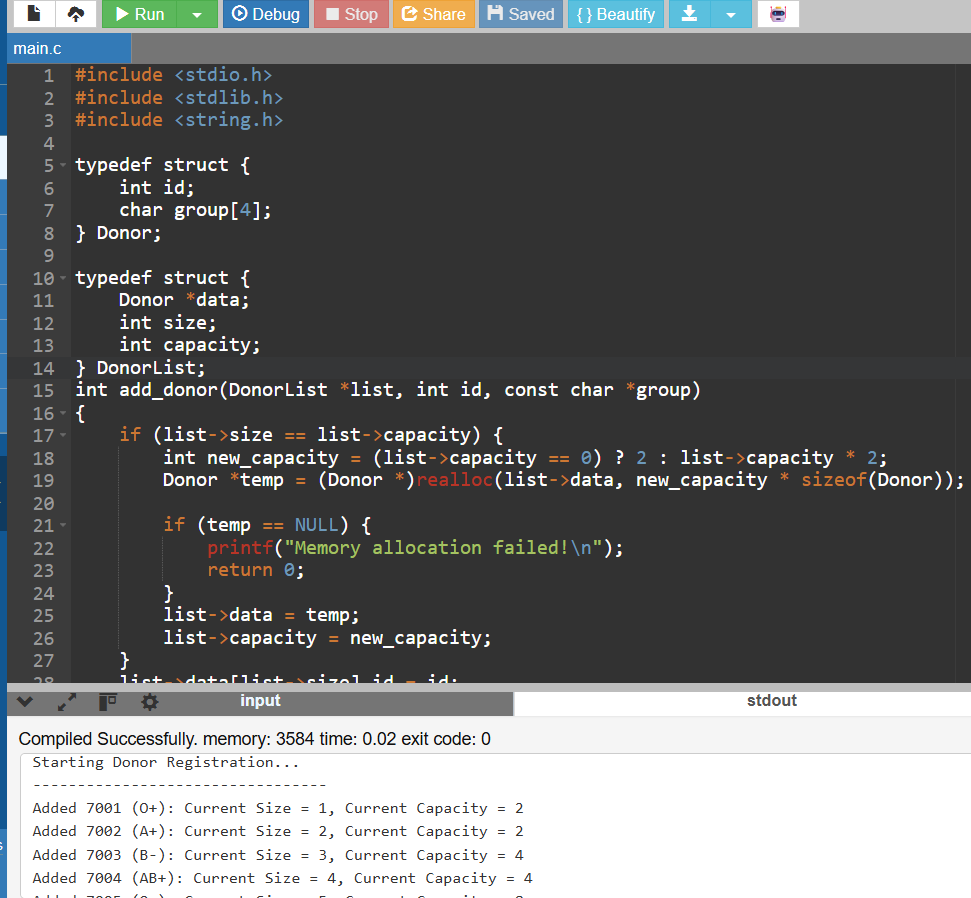 Run Debug Stop Share Saved { } Beautify
main.c
1 #include <stdio.h>
2 #include <stdlib.h>
3 #include <string.h>
4
5 typedef struct {
6 int id;
7 char group[4];
8 } Donor;
9
10 typedef struct {
11 Donor *data;
12 int size;
13 int capacity;
14 } DonorList;
15 int add_donor(DonorList *list, int id, const char *group)
16 {
17 if (list->size == list->capacity) {
18 int new_capacity = (list->capacity == 0) ? 2 : list->capacity * 2;
19 Donor *temp = (Donor *)realloc(list->data, new_capacity * sizeof(Donor));
20
21 if (temp == NULL) {
22 printf("Memory allocation failed!\n");
23 return 0;
24 }
25 list->data = temp;
26 list->capacity = new_capacity;
27 }
28 list->data[list->size].id = id;
input stdout
Compiled Successfully. memory: 3584 time: 0.02 exit code: 0
Starting Donor Registration...
---------------------------------
Added 7001 (O+): Current Size = 1, Current Capacity = 2
Added 7002 (A+): Current Size = 2, Current Capacity = 2
Added 7003 (B-): Current Size = 3, Current Capacity = 4
Added 7004 (AB+): Current Size = 4, Current Capacity = 4